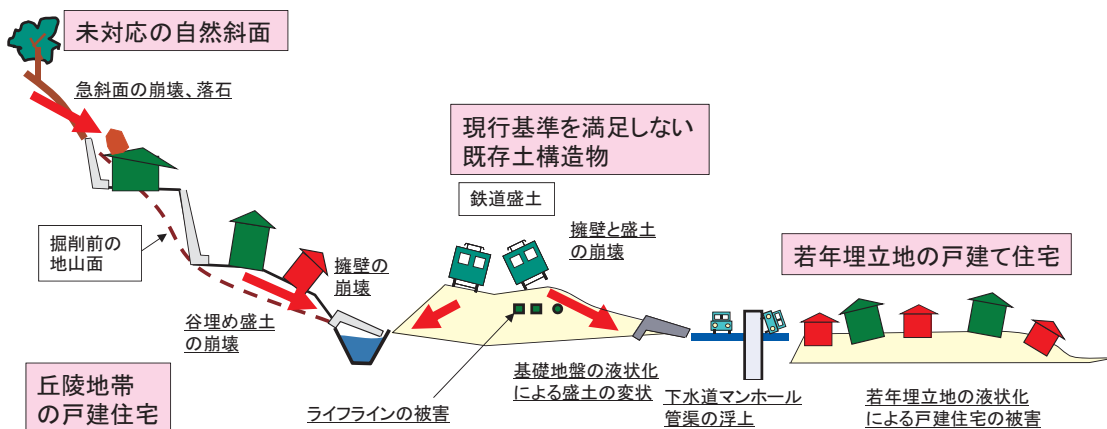 未対応の自然斜面
急斜面の崩壊、落石
現行基準を満足しない
既存土構造物
鉄道盛土
擁壁と盛土
の崩壊
若年埋立地の戸建て住宅
掘削前の
地山面
擁壁の
崩壊
谷埋め盛土
の崩壊
丘陵地帯
の戸建住宅
ライフラインの被害
基礎地盤の液状化
による盛土の変状
下水道マンホール
管渠の浮上
若年埋立地の液状化
による戸建住宅の被害